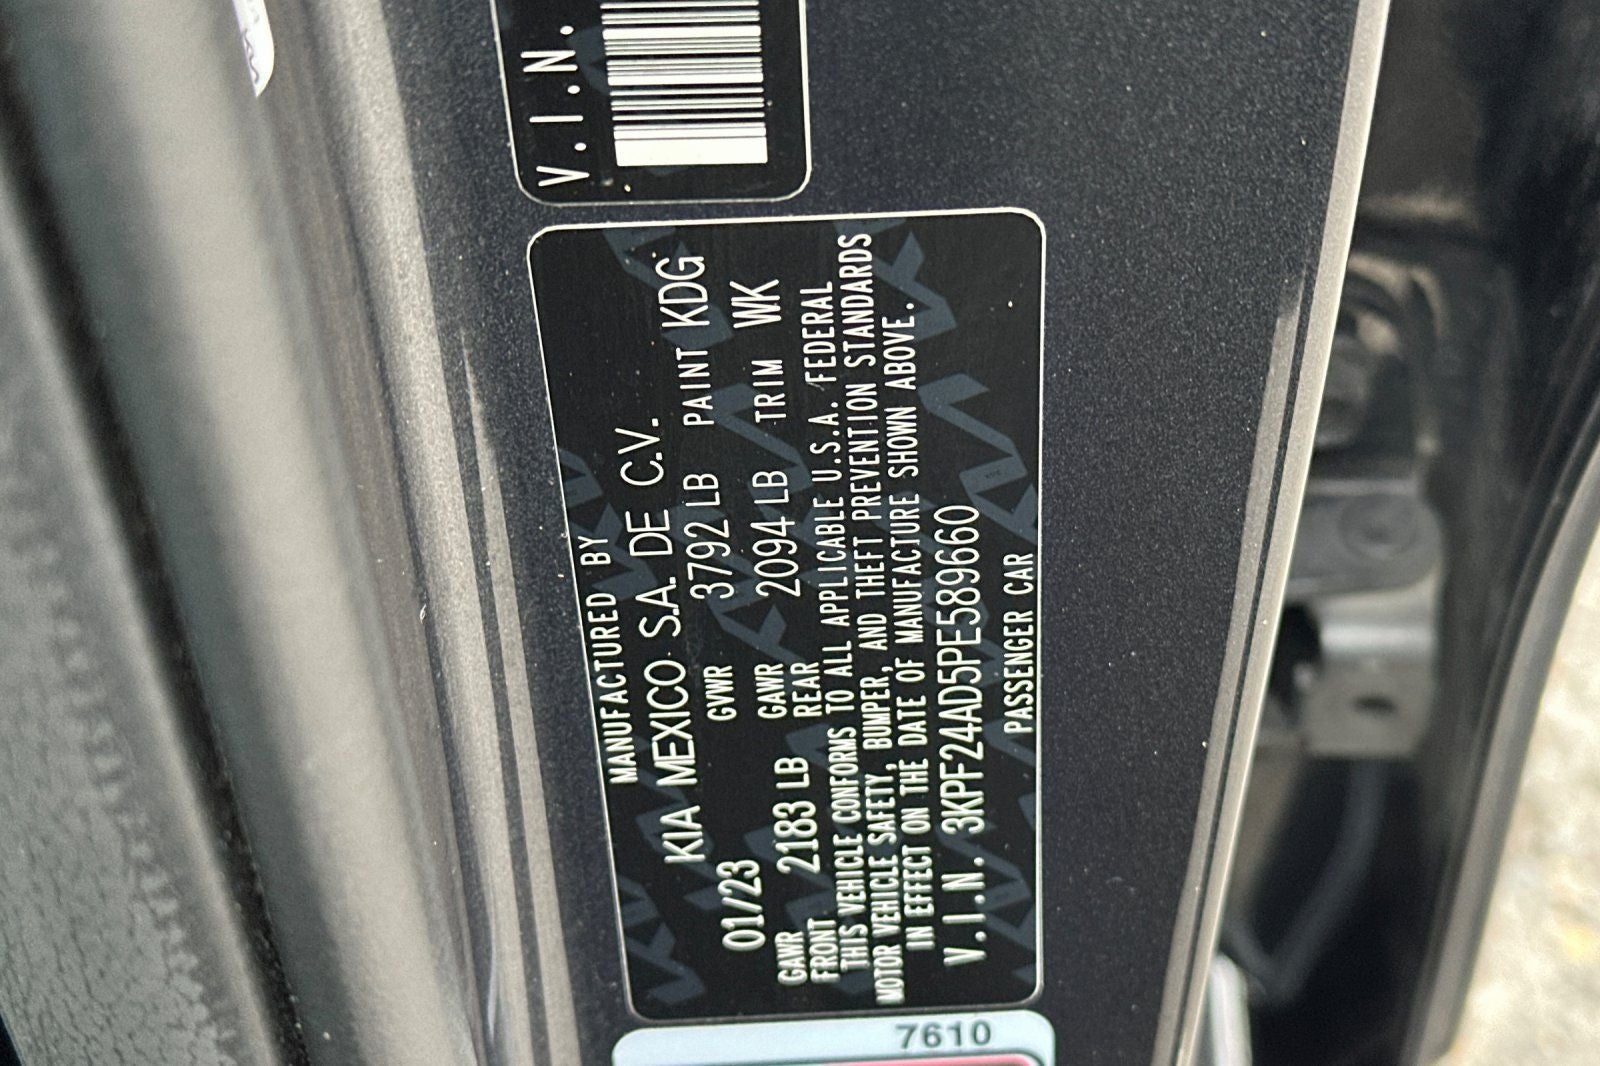 V.I.N.
MANUFACTURED BY
KIA MEXICO S.A. DE C.V.
01/23 GVWR 3792 LB PAINT KDG
GAWR FRONT 2183 LB GAWR REAR 2094 LB TRIM WK
THIS VEHICLE CONFORMS TO ALL APPLICABLE U.S.A. FEDERAL
MOTOR VEHICLE SAFETY, BUMPER, AND THEFT PREVENTION STANDARDS
IN EFFECT ON THE DATE OF MANUFACTURE SHOWN ABOVE.
V.I.N. 3KPF24AD5PE589660
PASSENGER CAR
7610